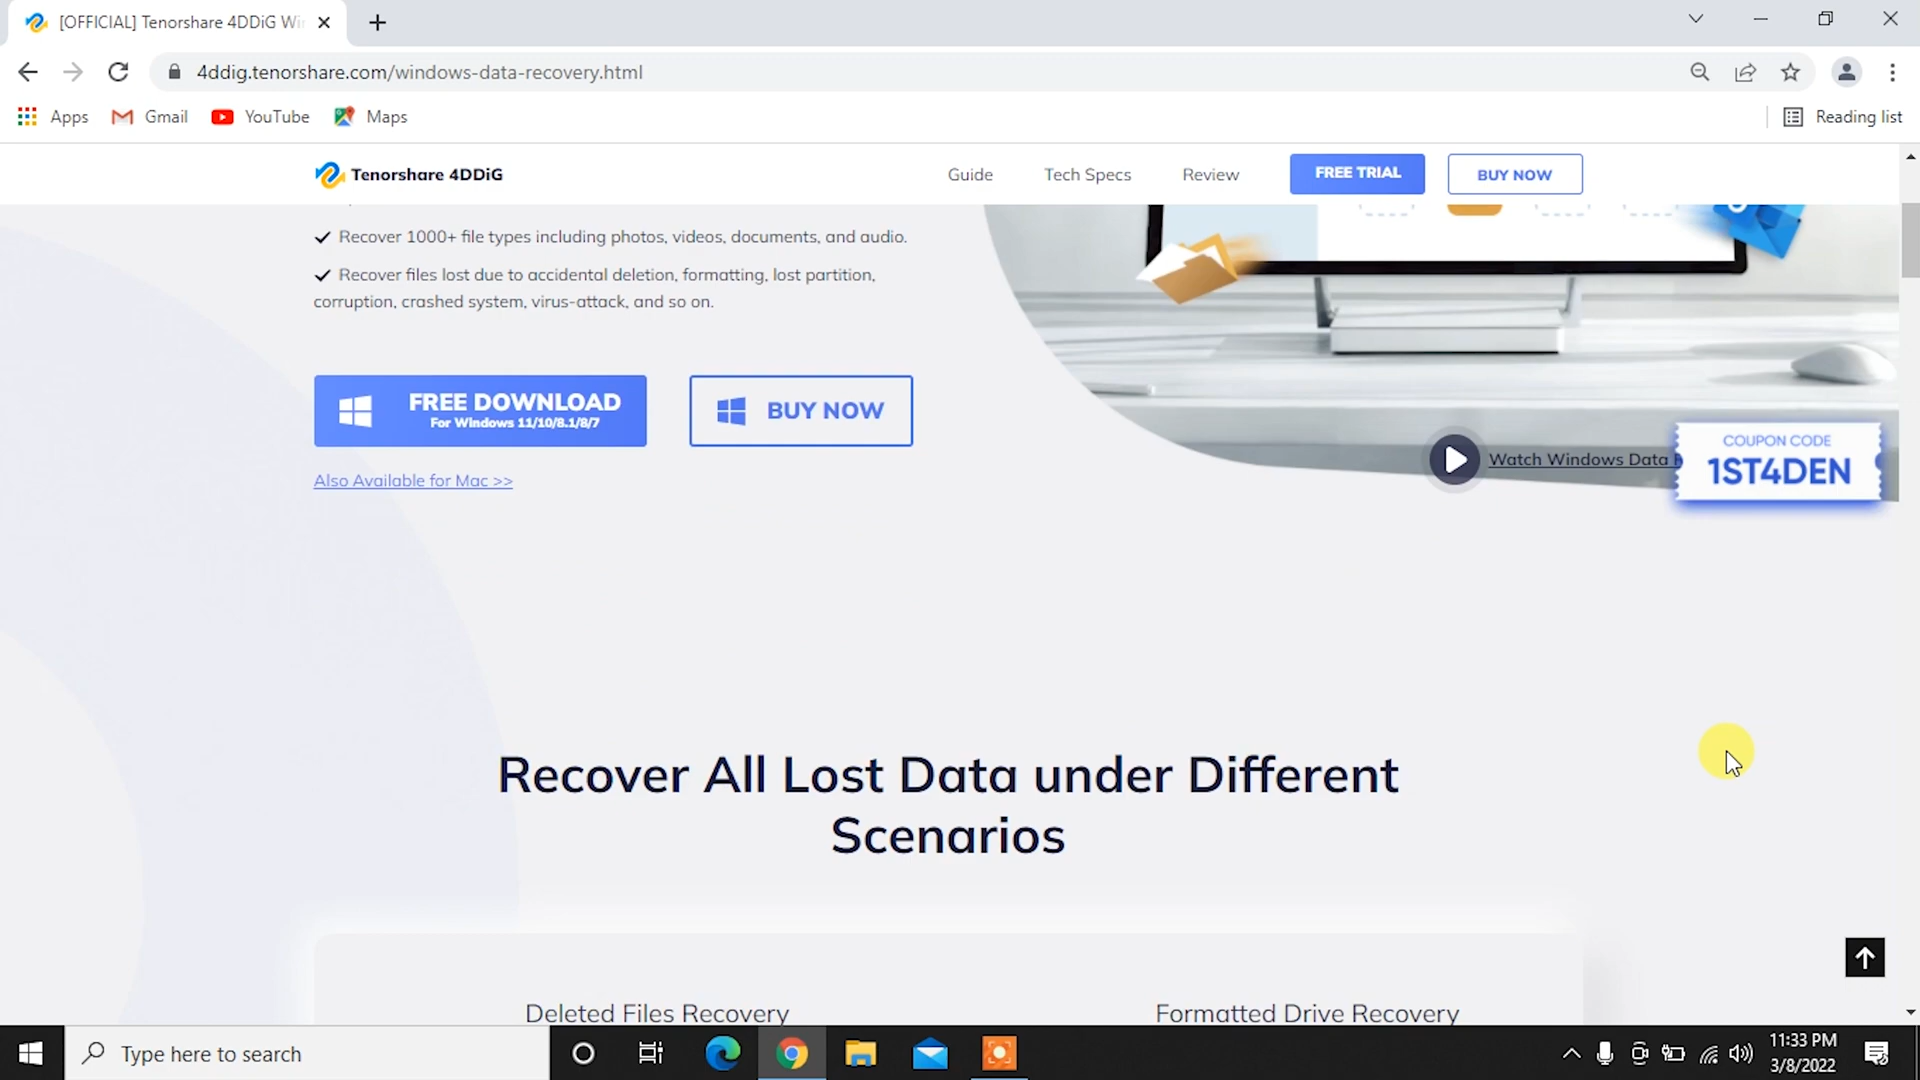 [OFFICIAL] Tenorshare 4DDiG Wi
4ddig.tenorshare.com/windows-data-recovery.html
Apps
Gmail
YouTube
Maps
Reading list
Tenorshare 4DDiG
Guide
Tech Specs
Review
FREE TRIAL
BUY NOW
Recover 1000+ file types including photos, videos, documents, and audio.
Recover files lost due to accidental deletion, formatting, lost partition,
corruption, crashed system, virus-attack, and so on.
FREE DOWNLOAD
For Windows 11/10/8.1/8/7
BUY NOW
Also Available for Mac >>
Watch Windows Data
COUPON CODE
1ST4DEN
Recover All Lost Data under Different
Scenarios
Deleted Files Recovery
Formatted Drive Recovery
Type here to search
11:33 PM
3/8/2022